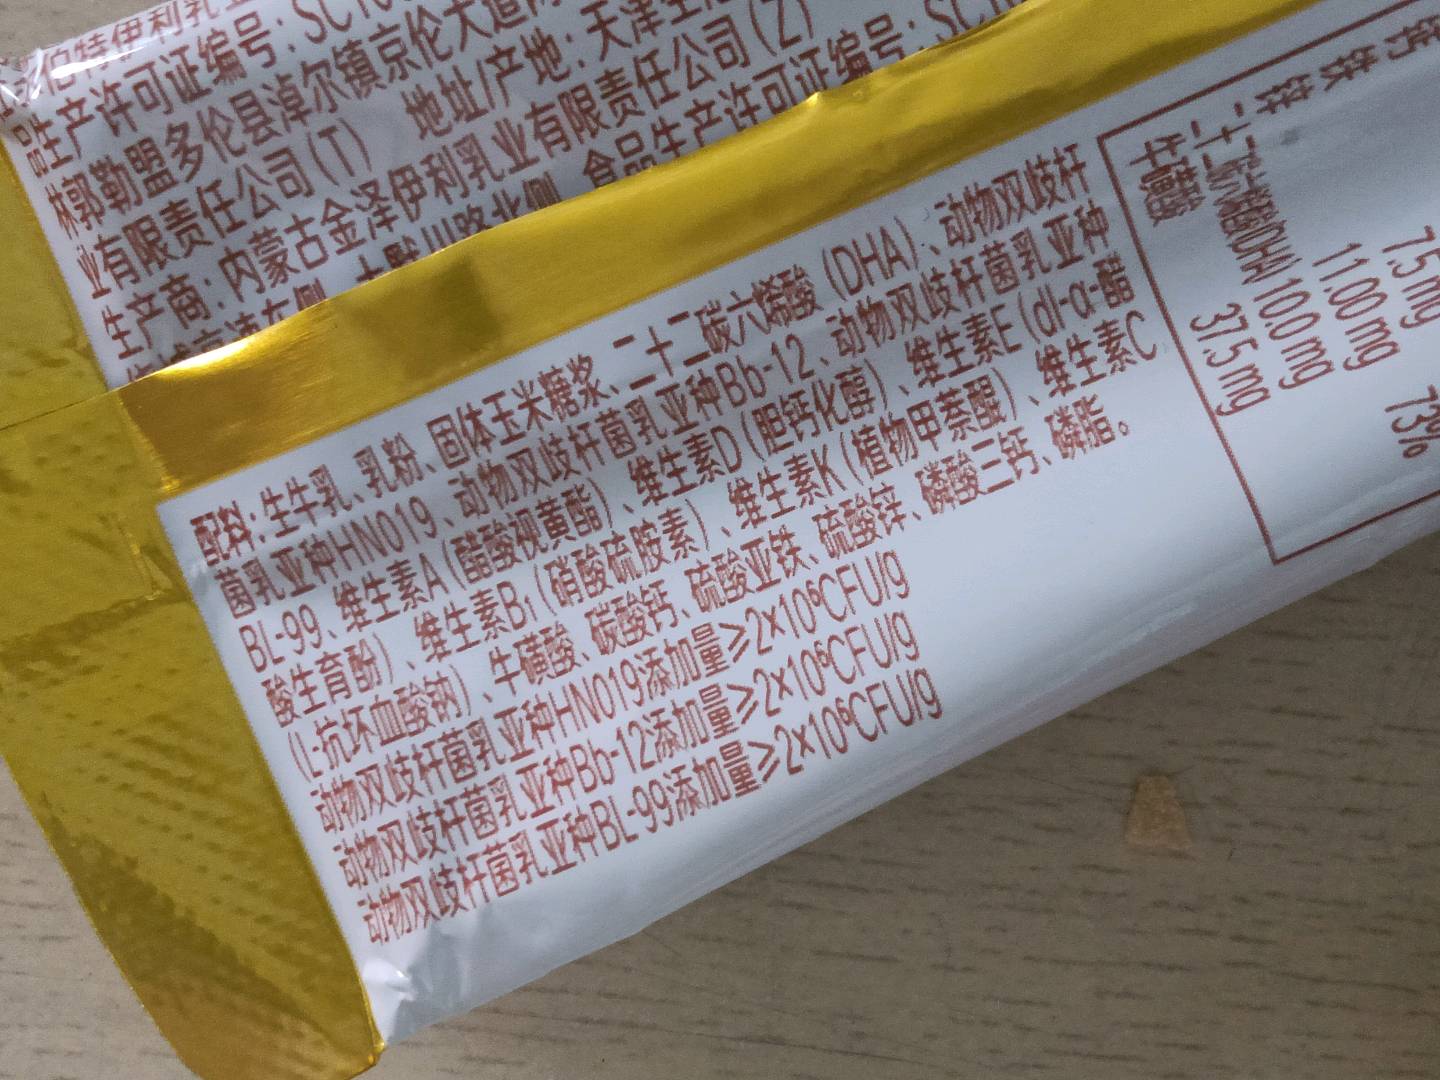 伯特伊利乳业
品生产许可证编号：SC10
林郭勒盟多伦县淖尔镇京伦大道
业有限责任公司（T） 地址/产地：天津
生产商：内蒙古金泽伊利乳业有限责任公司（Z）
食品生产许可证编号：SC1
配料：生牛乳、乳粉、固体玉米糖浆、二十二碳六烯酸（DHA）、动物双歧杆
菌乳亚种HN019、动物双歧杆菌乳亚种Bb-12、动物双歧杆菌乳亚种
BL-99、维生素A（醋酸视黄酯）、维生素D（胆钙化醇）、维生素E（dl-α-醋
酸生育酚）、维生素B₁（硝酸硫胺素）、维生素K（植物甲萘醌）、维生素C
（L-抗坏血酸钠）、牛磺酸、碳酸钙、硫酸亚铁、硫酸锌、磷酸三钙、磷脂。
动物双歧杆菌乳亚种HN019添加量≥2×10⁶CFU/g
动物双歧杆菌乳亚种Bb-12添加量≥2×10⁶CFU/g
动物双歧杆菌乳亚种BL-99添加量≥2×10⁶CFU/g
钙
铁 7.5 mg
锌 11.00 mg 73%
二十二碳六烯酸(DHA) 10.0 mg
牛磺酸 37.5 mg